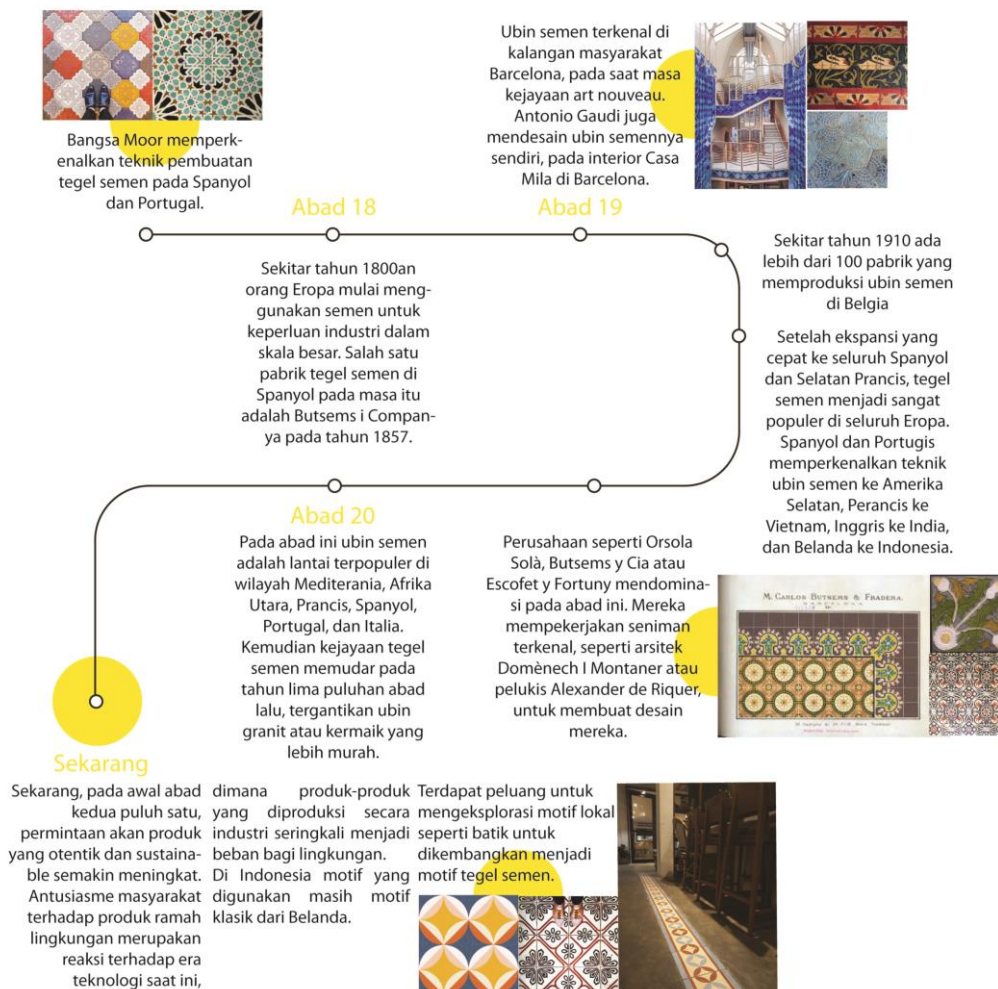 Bangsa Moor memperk-
enalkan teknik pembuatan
tegel semen pada Spanyol
dan Portugal.
Abad 18
Sekitar tahun 1800an
orang Eropa mulai meng-
gunakan semen untuk
keperluan industri dalam
skala besar. Salah satu
pabrik tegel semen di
Spanyol pada masa itu
adalah Butsems i Compan-
ya pada tahun 1857.
Ubin semen terkenal di
kalangan masyarakat
Barcelona, pada saat masa
kejayaan art nouveau.
Antonio Gaudi juga
mendesain ubin semennya
sendiri, pada interior Casa
Mila di Barcelona.
Abad 19
Sekitar tahun 1910 ada
lebih dari 100 pabrik yang
memproduksi ubin semen
di Belgia
Setelah ekspansi yang
cepat ke seluruh Spanyol
dan Selatan Prancis, tegel
semen menjadi sangat
populer di seluruh Eropa.
Spanyol dan Portugis
memperkenalkan teknik
ubin semen ke Amerika
Selatan, Perancis ke
Vietnam, Inggris ke India,
dan Belanda ke Indonesia.
Perusahaan seperti Orsola
Solà, Butsems y Cia atau
Escofet y Fortuny mendomina-
si pada abad ini. Mereka
mempekerjakan seniman
terkenal, seperti arsitek
Domènech I Montaner atau
pelukis Alexander de Riquer,
untuk membuat desain
mereka.
M. Carlon Butsems & Fradera.
BARCELONA
Abad 20
Pada abad ini ubin semen
adalah lantai terpopuler di
wilayah Mediterania, Afrika
Utara, Prancis, Spanyol,
Portugal, dan Italia.
Kemudian kejayaan tegel
semen memudar pada
tahun lima puluhan abad
lalu, tergantikan ubin
granit atau kermaik yang
lebih murah.
Sekarang
Sekarang, pada awal abad
kedua puluh satu,
permintaan akan produk
yang otentik dan sustaina-
ble semakin meningkat.
Antusiasme masyarakat
terhadap produk ramah
lingkungan merupakan
reaksi terhadap era
teknologi saat ini,
dimana produk-produk
yang diproduksi secara
industri seringkali menjadi
beban bagi lingkungan.
Di Indonesia motif yang
digunakan masih motif
klasik dari Belanda.
Terdapat peluang untuk
mengeksplorasi motif lokal
seperti batik untuk
dikembangkan menjadi
motif tegel semen.